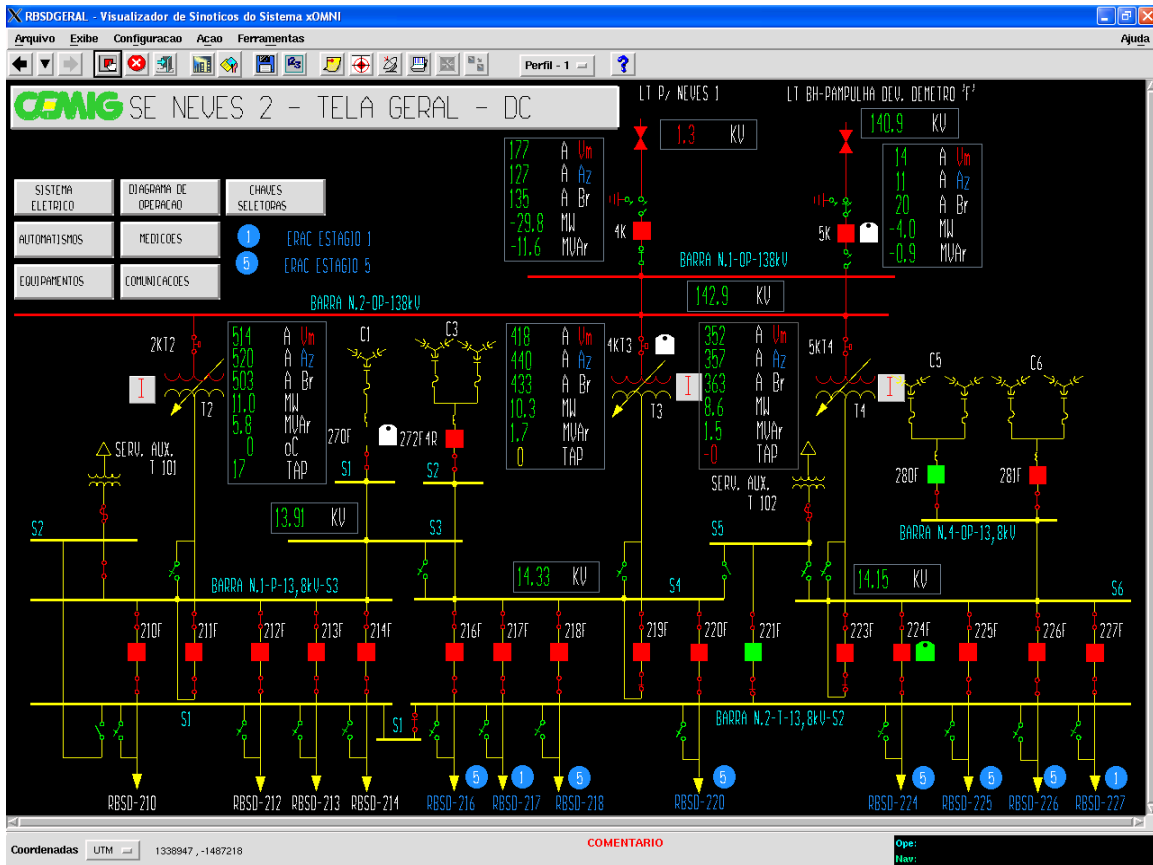 RBSDGERAL - Visualizador de Sinoticos do Sistema xOMNI
Arquivo Exibe Configuracao Acao Ferramentas Ajuda
Perfil - 1
CEMIG SE NEVES 2 - TELA GERAL - DC
LT P/ NEVES 1
LT BH-PAMPULHA DEV. DEMETRO 'F'
1.3 KV
140.9 KV
177 A Vm
127 A Az
135 A Br
-29.8 MW
-11.6 MVAr
14 A Vm
11 A Az
20 A Br
-4.0 MW
-0.9 MVAr
SISTEMA ELETRICO
DIAGRAMA DE OPERACAO
CHAVES SELETORAS
AUTOMATISMOS
MEDICOES
EQUIPAMENTOS
COMUNICACOES
1 ERAC ESTAGIO 1
5 ERAC ESTAGIO 5
4K
5K
BARRA N.1-OP-138kV
142.9 KV
BARRA N.2-OP-138kV
2KT2
I
T2
514 A Vm
520 A Az
503 A Br
11.0 MW
5.8 MVAr
0 oC
17 TAP
C1
C3
418 A Vm
440 A Az
433 A Br
10.3 MW
1.7 MVAr
0 TAP
4KT3
I
T3
352 A Vm
357 A Az
363 A Br
8.6 MW
1.5 MVAr
-0 TAP
5KT4
I
T4
C5
C6
SERV. AUX.
T 101
270F
272F4R
S1
S2
SERV. AUX.
T 102
280F
281F
13.91 KV
S2
S3
S5
BARRA N.4-OP-13,8kV
BARRA N.1-P-13,8kV-S3
14.33 KV
S4
14.15 KV
S6
210F 211F 212F 213F 214F 216F 217F 218F 219F 220F 221F 223F 224F 225F 226F 227F
S1
S1
BARRA N.2-T-13,8kV-S2
5 1 5 5 5 5 5 1
RBSD-210 RBSD-212 RBSD-213 RBSD-214 RBSD-216 RBSD-217 RBSD-218 RBSD-220 RBSD-224 RBSD-225 RBSD-226 RBSD-227
Coordenadas UTM 1338947 , -1487218
COMENTARIO
Ope:
Nav: